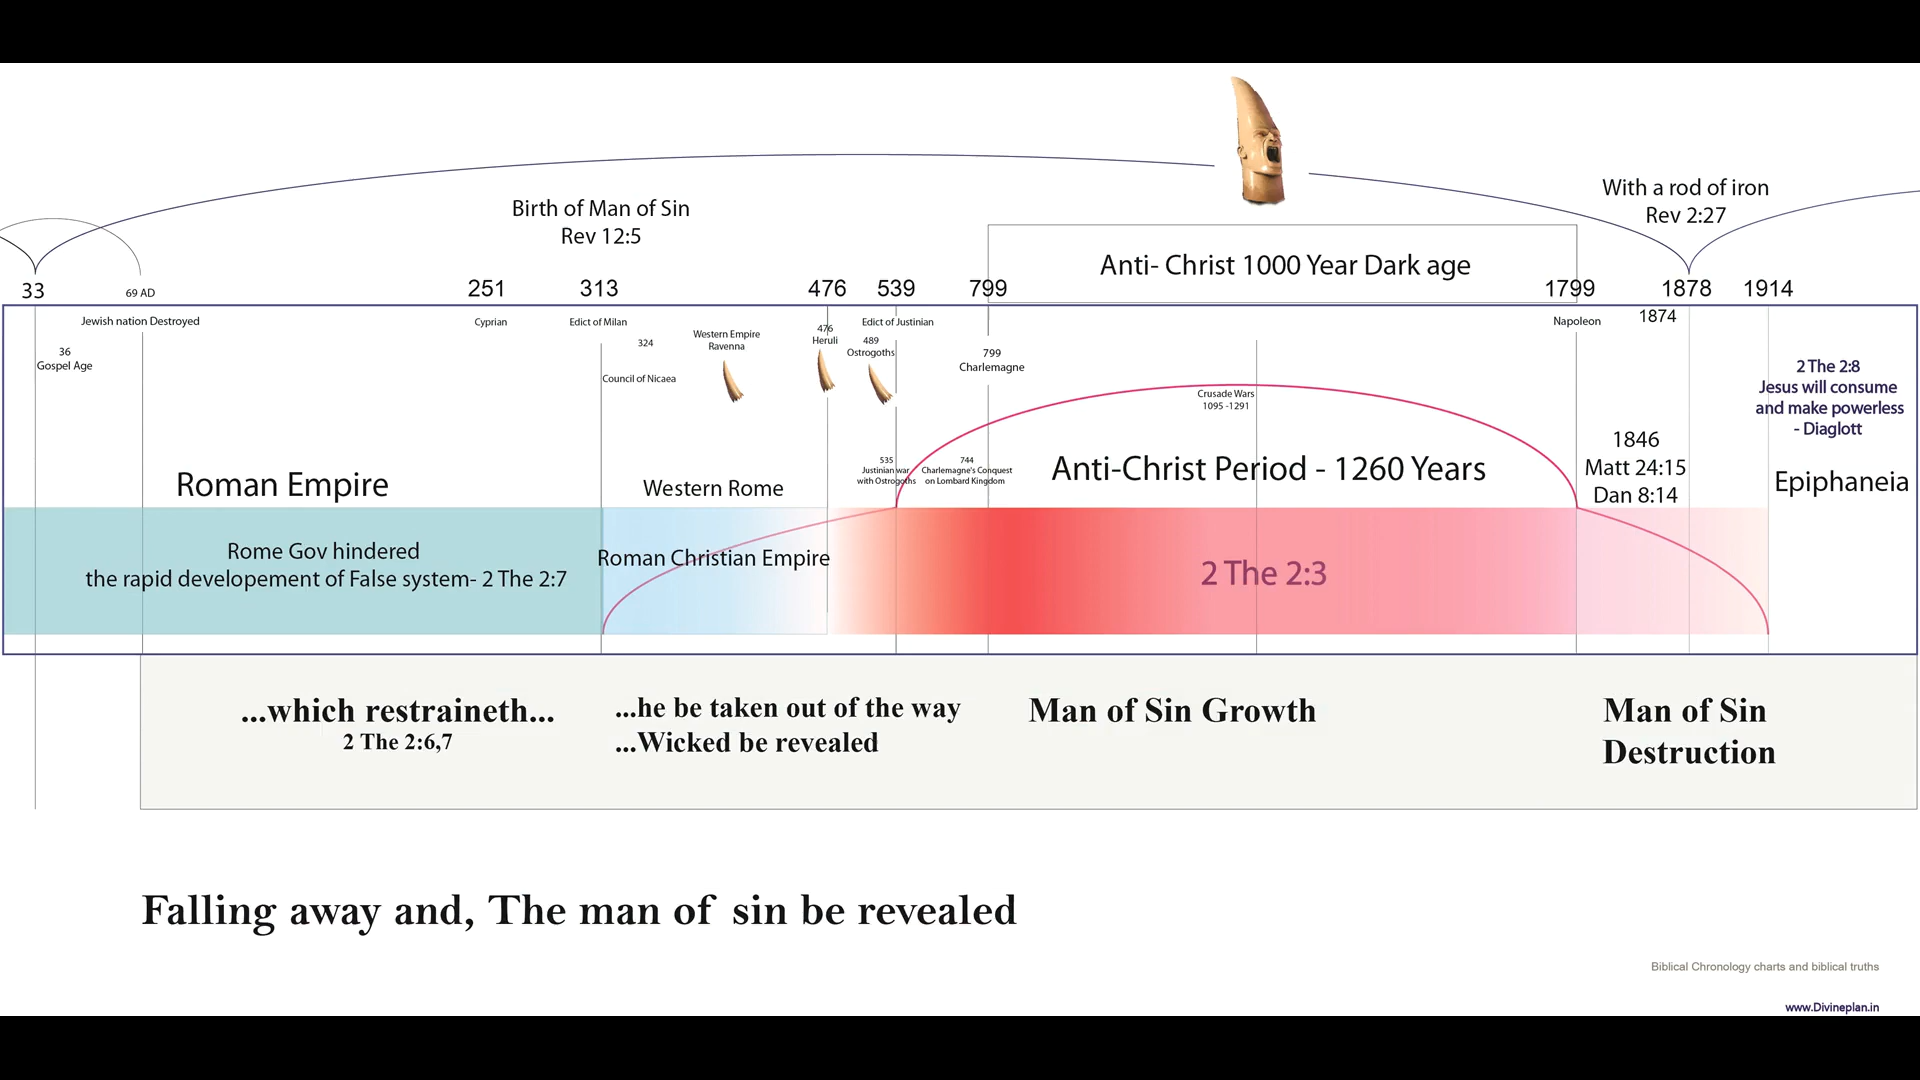 With a rod of iron
Rev 2:27
Birth of Man of Sin
Rev 12:5
Anti- Christ 1000 Year Dark age
33
69 AD
251
313
476
539
799
1799
1878
1914
Jewish nation Destroyed
Cyprian
Edict of Milan
Edict of Justinian
Napoleon
1874
36
Gospel Age
324
Council of Nicaea
Western Empire
Ravenna
476
Heruli
489
Ostrogoths
799
Charlemagne
2 The 2:8
Jesus will consume
and make powerless
- Diaglott
Crusade Wars
1095 -1291
Roman Empire
Western Rome
535
Justinian war
with Ostrogoths
744
Charlemagne's Conquest
on Lombard Kingdom
Anti-Christ Period - 1260 Years
1846
Matt 24:15
Dan 8:14
Epiphaneia
Rome Gov hindered
the rapid developement of False system- 2 The 2:7
Roman Christian Empire
2 The 2:3
...which restraineth...
2 The 2:6,7
...he be taken out of the way
...Wicked be revealed
Man of Sin Growth
Man of Sin
Destruction
Falling away and, The man of sin be revealed
Biblical Chronology charts and biblical truths
www.Divineplan.in